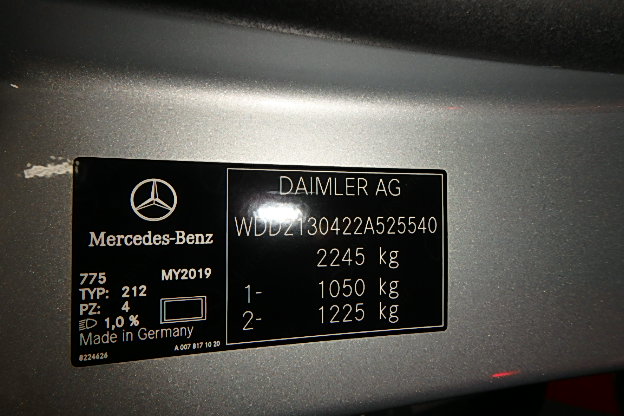 Mercedes-Benz
775 MY2019
TYP: 212
PZ: 4
1,0 %
Made in Germany
8224626 A 007 817 10 20
DAIMLER AG
WDD2130422A525540
2245 kg
1- 1050 kg
2- 1225 kg